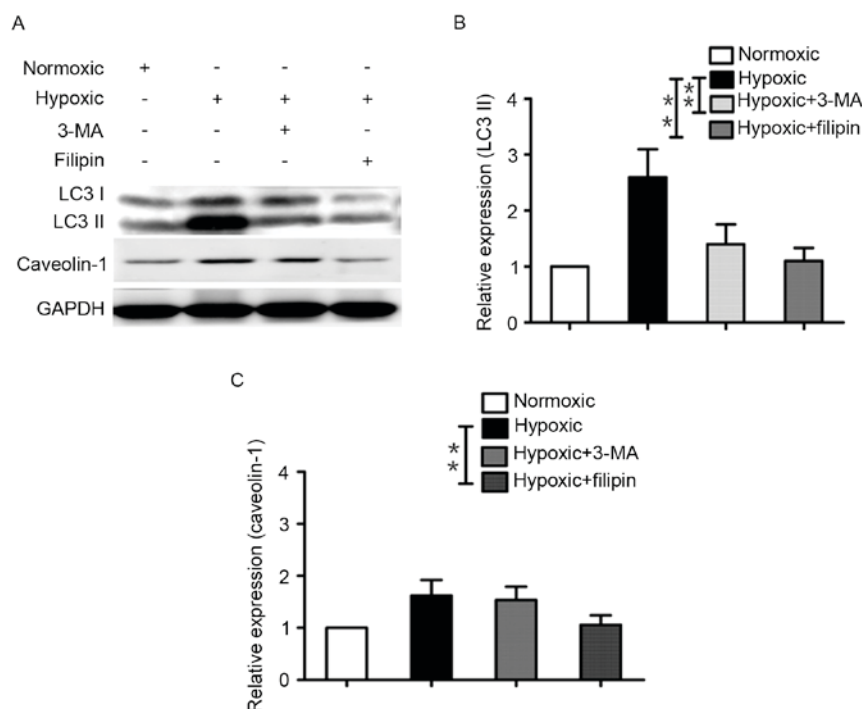 A
Normoxic + - - -
Hypoxic - + + +
3-MA - - + -
Filipin - - - +
LC3 I
LC3 II
Caveolin-1
GAPDH
B
Normoxic
Hypoxic
Hypoxic+3-MA
Hypoxic+filipin
**
**
Relative expression (LC3 II)
4
3
2
1
0
C
Normoxic
Hypoxic
Hypoxic+3-MA
Hypoxic+filipin
**
Relative expression (caveolin-1)
4
3
2
1
0